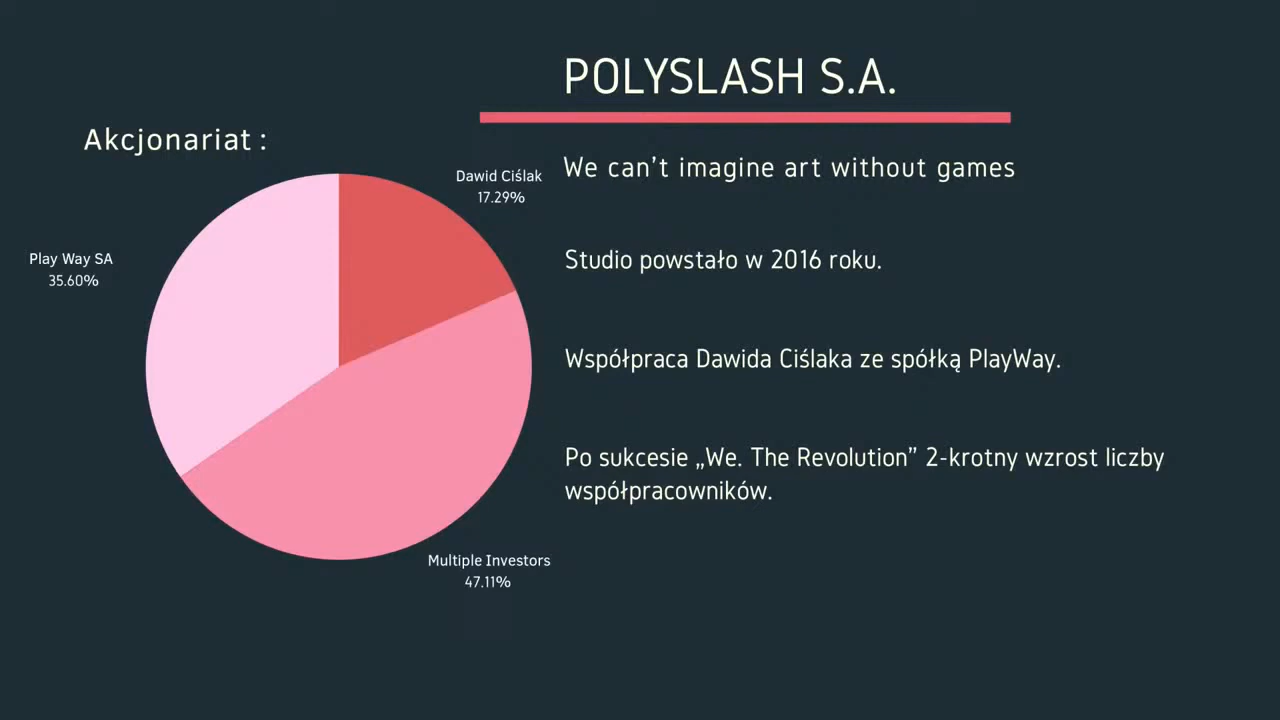 POLYSLASH S.A.
Akcjonariat :
Dawid Ciślak
17.29%
Play Way SA
35.60%
Multiple Investors
47.11%
We can't imagine art without games
Studio powstało w 2016 roku.
Współpraca Dawida Ciślaka ze spółką PlayWay.
Po sukcesie „We. The Revolution” 2-krotny wzrost liczby
współpracowników.